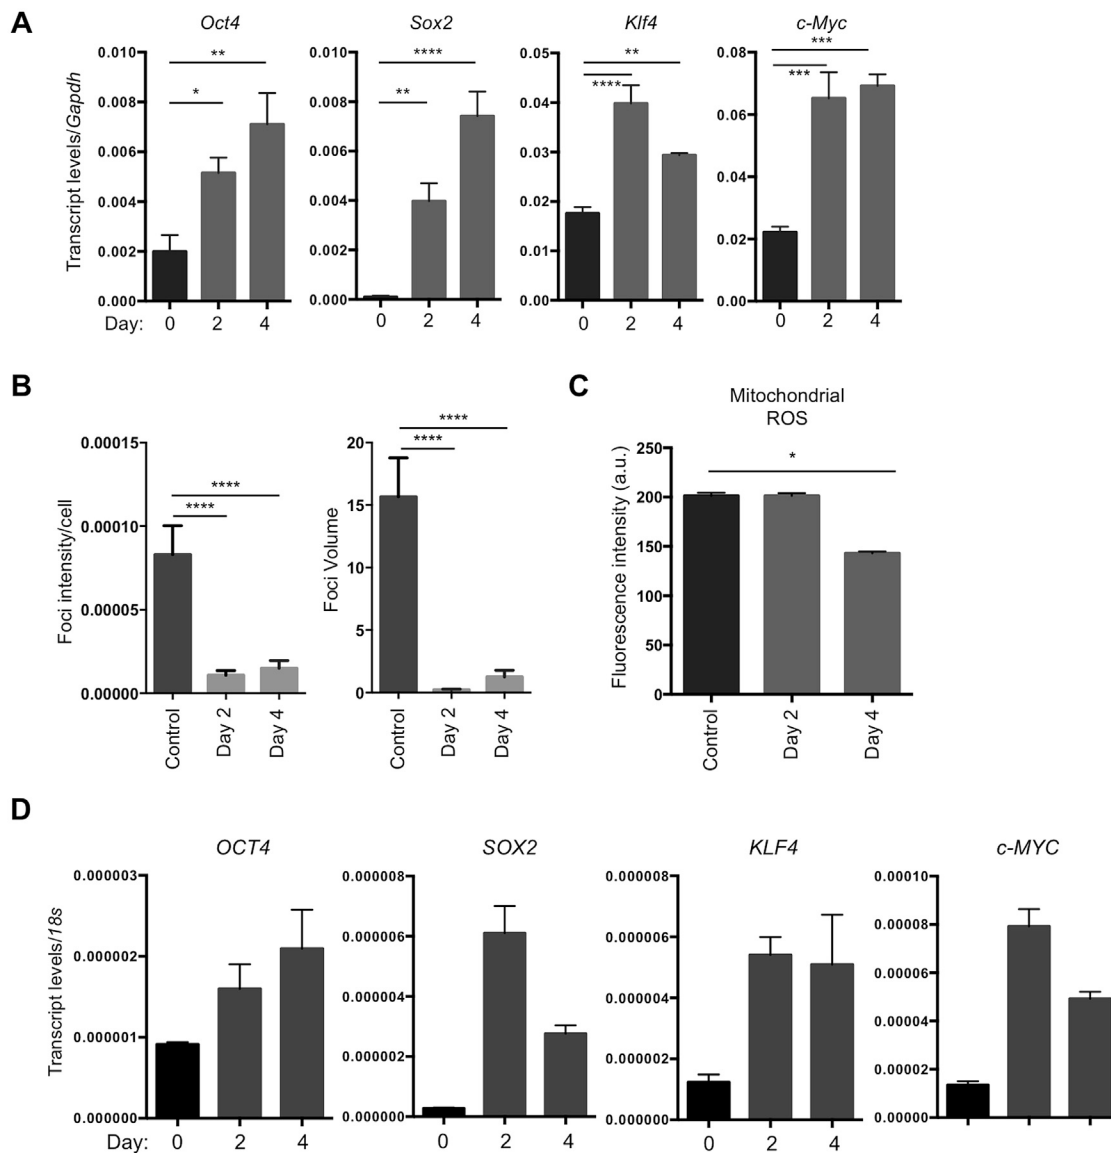 A
Oct4
Sox2
Klf4
c-Myc
Transcript levels/Gapdh
0.010
0.008
0.006
0.004
0.002
0.000
** 
*
0.010
0.008
0.006
0.004
0.002
0.000
****
**
0.05
0.04
0.03
0.02
0.01
0.00
**
****
0.08
0.06
0.04
0.02
0.00
***
***
Day: 0 2 4
0 2 4
0 2 4
0 2 4
B
Foci intensity/cell
0.00015
0.00010
0.00005
0.00000
****
****
Control
Day 2
Day 4
Foci Volume
20
15
10
5
0
****
****
Control
Day 2
Day 4
C
Mitochondrial
ROS
Fluorescence intensity (a.u.)
250
200
150
100
50
0
*
Control
Day 2
Day 4
D
OCT4
SOX2
KLF4
c-MYC
Transcript levels/18s
0.000003
0.000002
0.000001
0.000000
0.000008
0.000006
0.000004
0.000002
0.000000
0.000008
0.000006
0.000004
0.000002
0.000000
0.00010
0.00008
0.00006
0.00004
0.00002
0.00000
Day: 0 2 4
0 2 4
0 2 4